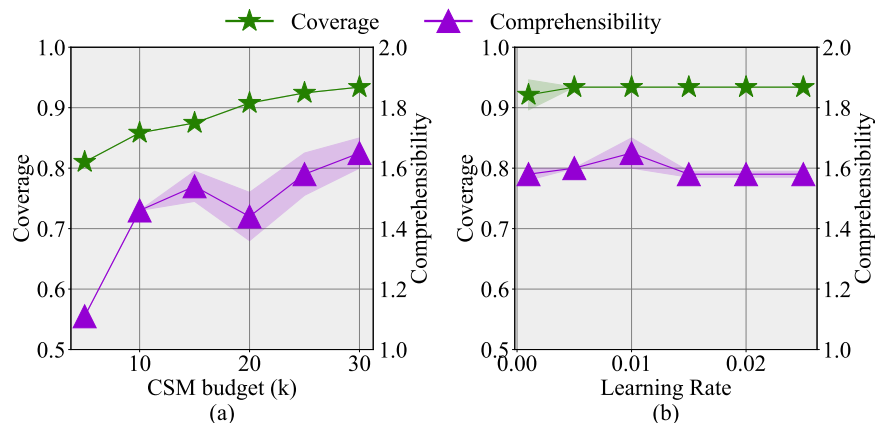 Coverage Comprehensibility
1.0 2.0 1.0 2.0
0.9 1.8 0.9 1.8
0.8 1.6 0.8 1.6
0.7 1.4 0.7 1.4
0.6 1.2 0.6 1.2
0.5 1.0 0.5 1.0
Coverage
Comprehensibility
Coverage
Comprehensibility
10 20 30 0.00 0.01 0.02
CSM budget (k) Learning Rate
(a) (b)